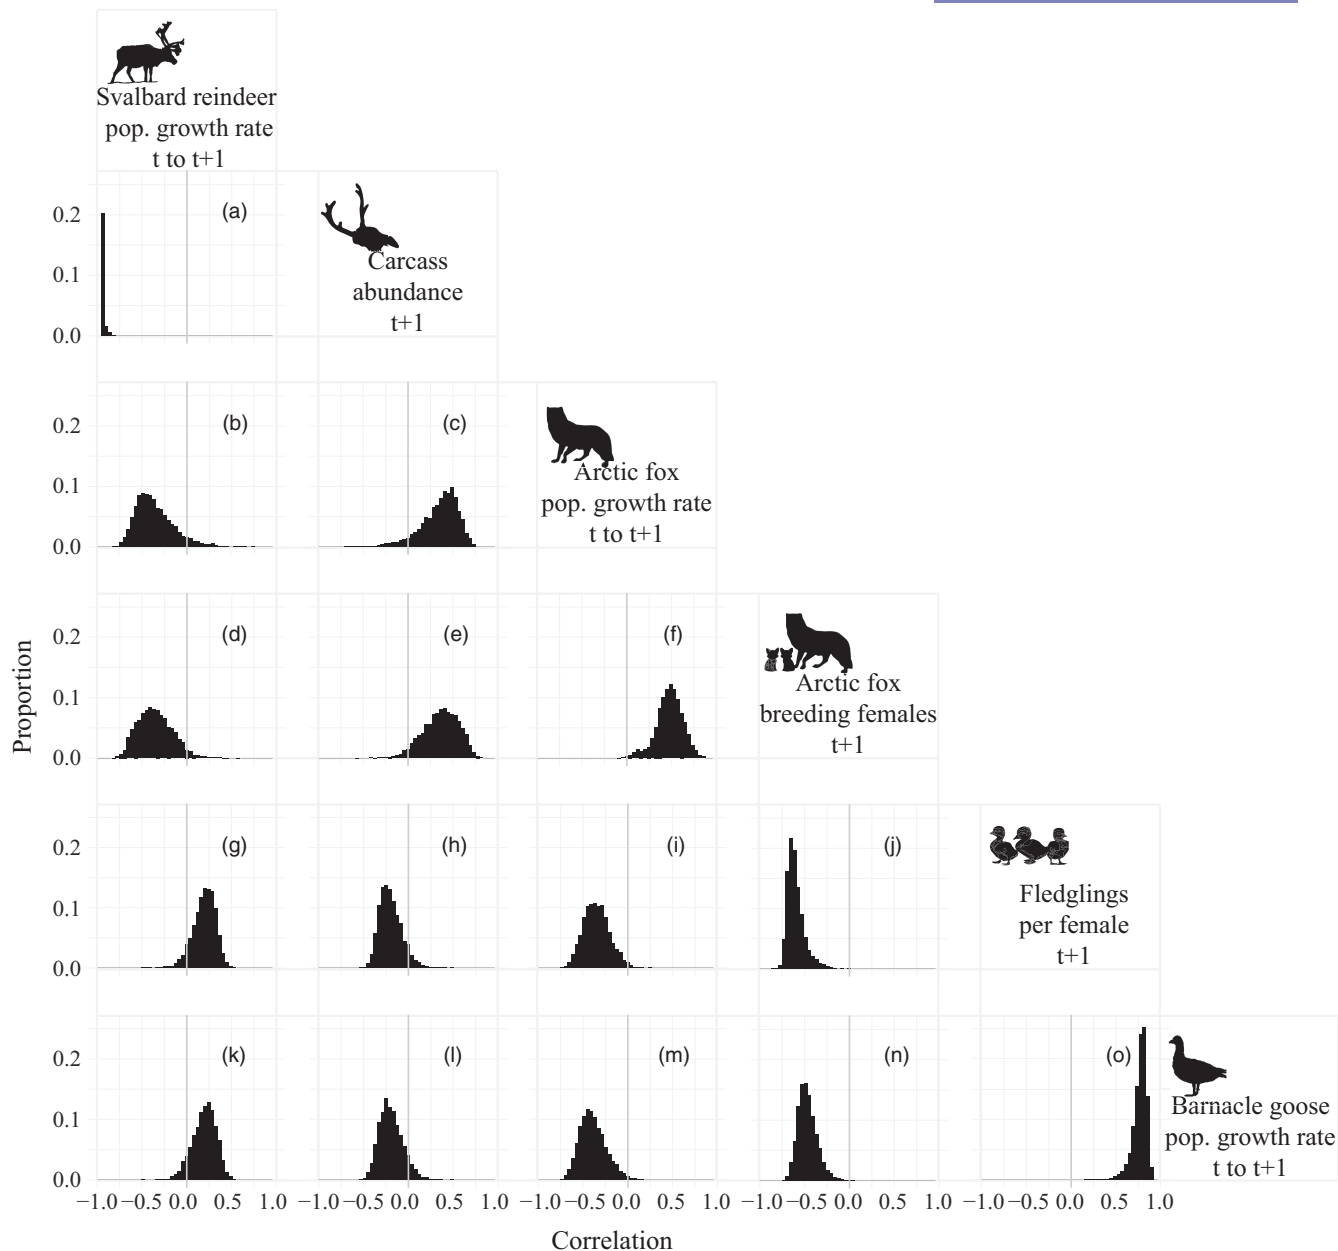 Svalbard reindeer
pop. growth rate
t to t+1
(a)
0.2
0.1
0.0
Carcass
abundance
t+1
(b)
(c)
0.2
0.1
0.0
Arctic fox
pop. growth rate
t to t+1
(d)
(e)
(f)
0.2
0.1
0.0
Arctic fox
breeding females
t+1
Proportion
(g)
(h)
(i)
(j)
0.2
0.1
0.0
Fledglings
per female
t+1
(k)
(l)
(m)
(n)
(o)
0.2
0.1
0.0
Barnacle goose
pop. growth rate
t to t+1
−1.0 −0.5 0.0 0.5 1.0 −1.0 −0.5 0.0 0.5 1.0 −1.0 −0.5 0.0 0.5 1.0 −1.0 −0.5 0.0 0.5 1.0 −1.0 −0.5 0.0 0.5 1.0
Correlation